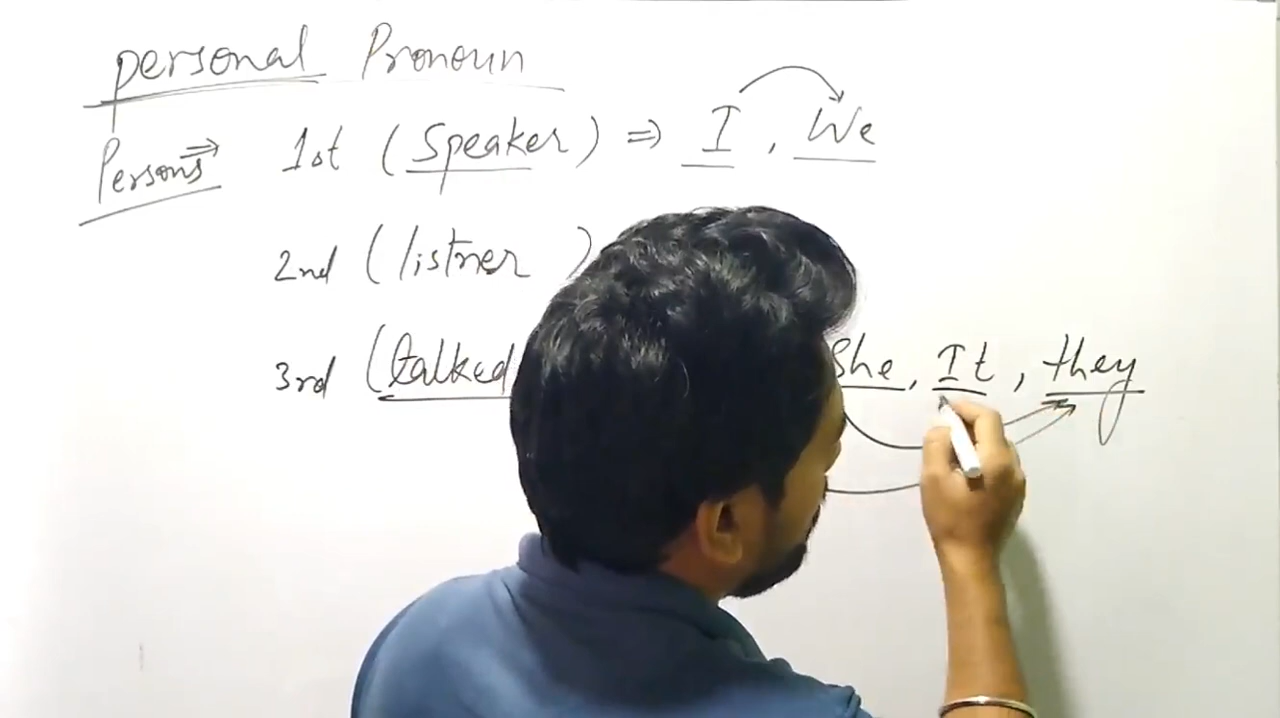 personal Pronoun
Persons ⇒ 1st (Speaker) ⇒ I, We
2nd (listner )
3rd (talked She, It, they